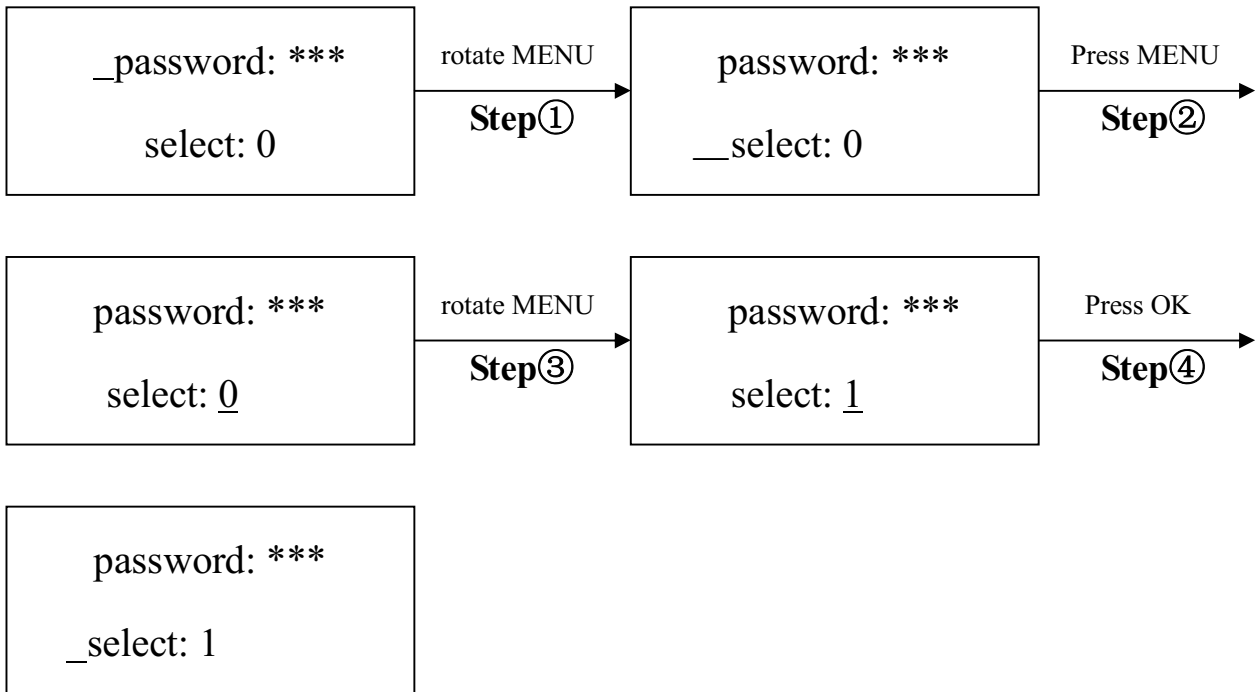 _password: ***
select: 0
rotate MENU
Step①
password: ***
__select: 0
Press MENU
Step②
password: ***
select: 0
rotate MENU
Step③
password: ***
select: 1
Press OK
Step④
password: ***
_select: 1